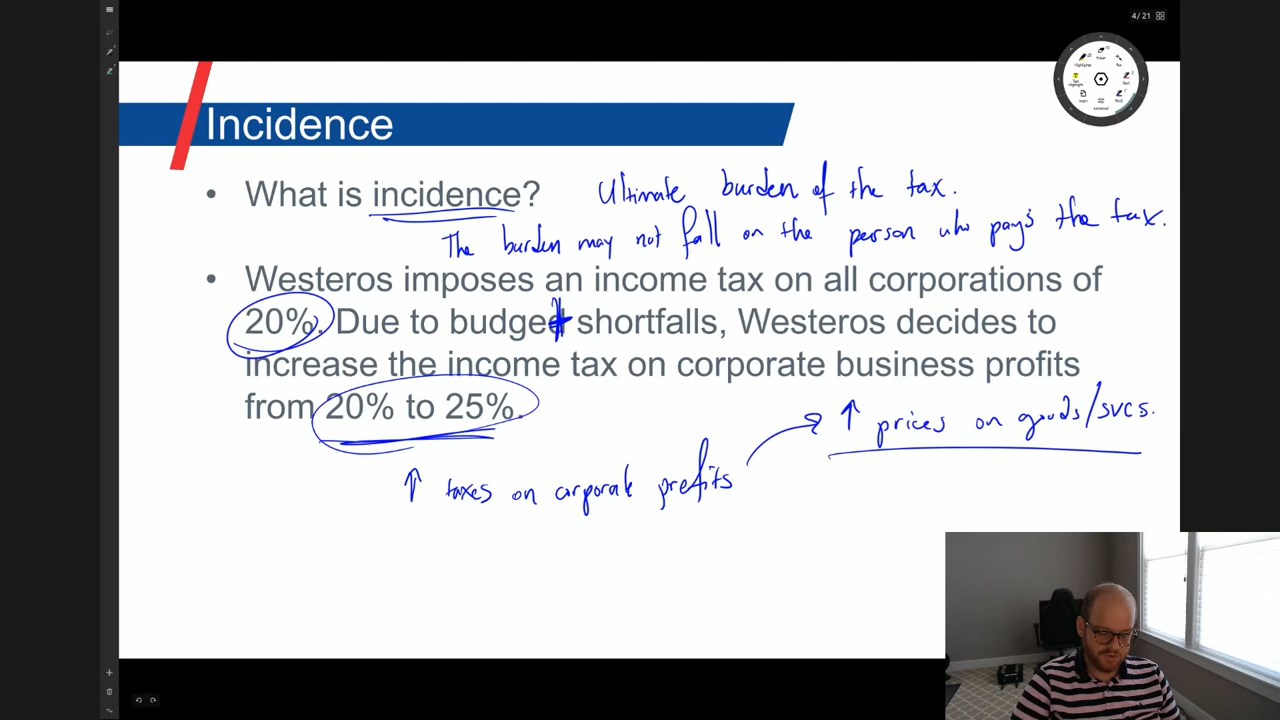 4/21
Incidence
• What is incidence? Ultimate burden of the tax.
The burden may not fall on the person who pays the tax.
• Westeros imposes an income tax on all corporations of
20%. Due to budget shortfalls, Westeros decides to
increase the income tax on corporate business profits
from 20% to 25%.
↑ prices on goods/svcs.
↑ taxes on corporate profits